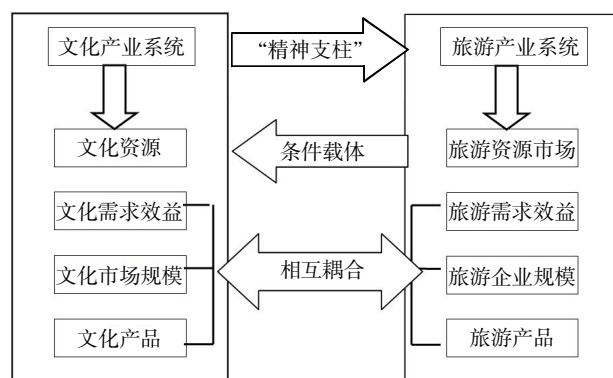 文化产业系统
“精神支柱”
旅游产业系统
文化资源
条件载体
旅游资源市场
文化需求效益
旅游需求效益
文化市场规模
相互耦合
旅游企业规模
文化产品
旅游产品